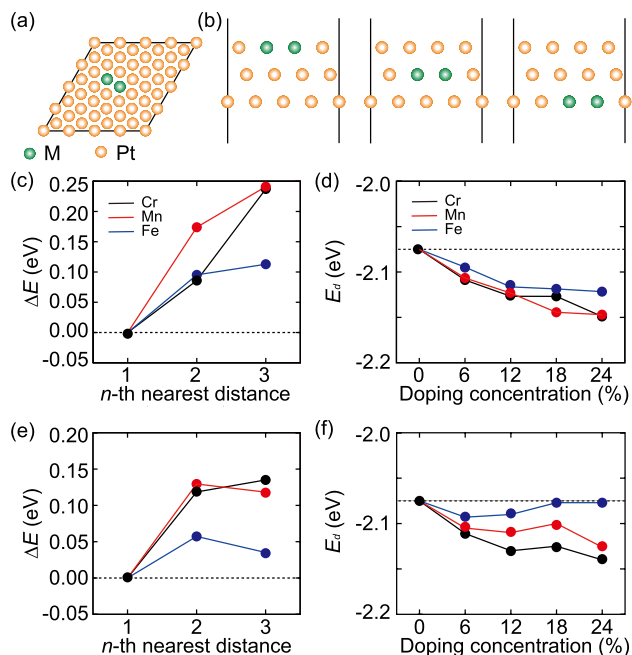 (a) (b)
M Pt
(c) (d)
0.25
0.20
0.15
0.10
0.05
0.00
-0.05
ΔE (eV)
Cr
Mn
Fe
1 2 3
n-th nearest distance
-2.0
-2.1
-2.2
E_d (eV)
Cr
Mn
Fe
0 6 12 18 24
Doping concentration (%)
(e) (f)
0.20
0.15
0.10
0.05
0.00
-0.05
ΔE (eV)
1 2 3
n-th nearest distance
-2.0
-2.1
-2.2
E_d (eV)
0 6 12 18 24
Doping concentration (%)